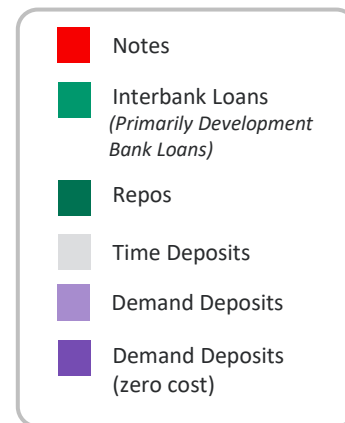 Notes
Interbank Loans
(Primarily Development
Bank Loans)
Repos
Time Deposits
Demand Deposits
Demand Deposits
(zero cost)